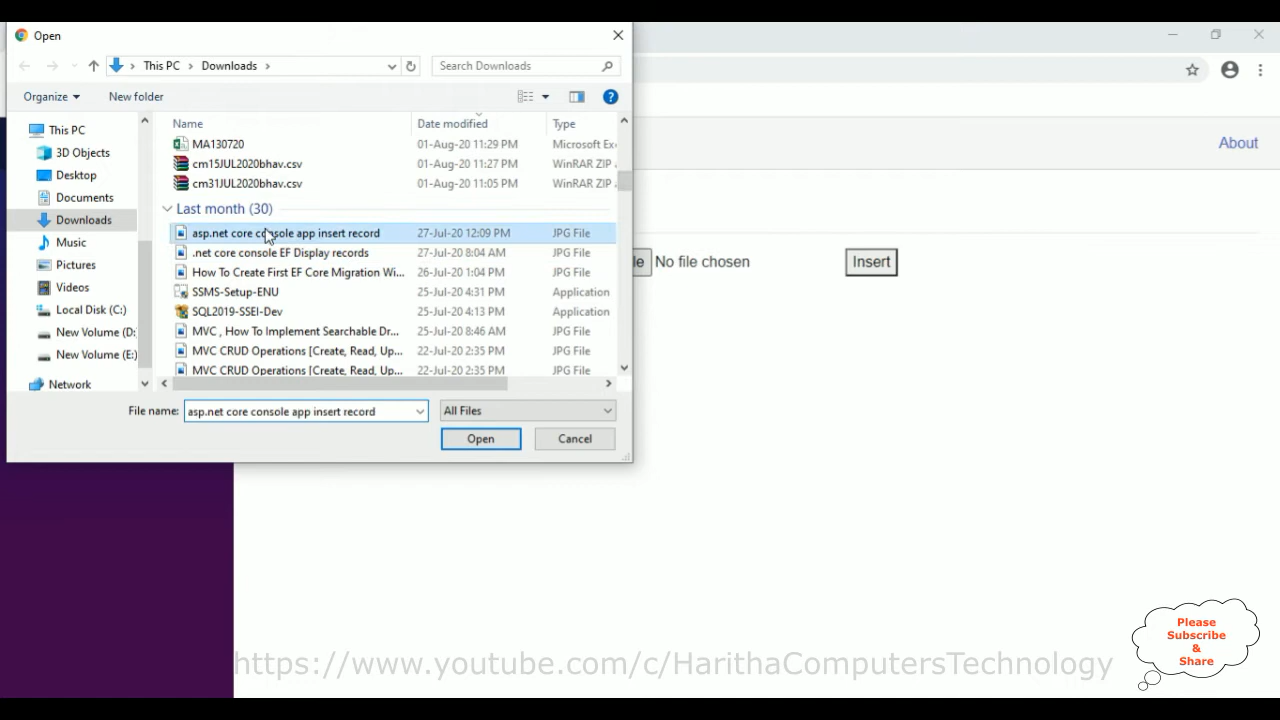 Open
This PC
Downloads
Search Downloads
Organize
New folder
Name
Date modified
Type
This PC
3D Objects
Desktop
Documents
Downloads
Music
Pictures
Videos
Local Disk (C:)
New Volume (D:
New Volume (E:)
Network
MA130720 01-Aug-20 11:29 PM Microsoft Ex
cm15JUL2020bhav.csv 01-Aug-20 11:27 PM WinRAR ZIP a
cm31JUL2020bhav.csv 01-Aug-20 11:05 PM WinRAR ZIP a
Last month (30)
asp.net core console app insert record 27-Jul-20 12:09 PM JPG File
.net core console EF Display records 27-Jul-20 8:04 AM JPG File
How To Create First EF Core Migration Wi... 26-Jul-20 1:04 PM JPG File
SSMS-Setup-ENU 25-Jul-20 4:31 PM Application
SQL2019-SSEI-Dev 25-Jul-20 4:13 PM Application
MVC , How To Implement Searchable Dr... 25-Jul-20 8:46 AM JPG File
MVC CRUD Operations [Create, Read, Up... 22-Jul-20 2:35 PM JPG File
MVC CRUD Operations [Create, Read, Up... 22-Jul-20 2:35 PM JPG File
File name: asp.net core console app insert record
All Files
Open
Cancel
About
le No file chosen
Insert
Please
Subscribe
&
Share
https://www.youtube.com/c/HarithaComputersTechnology